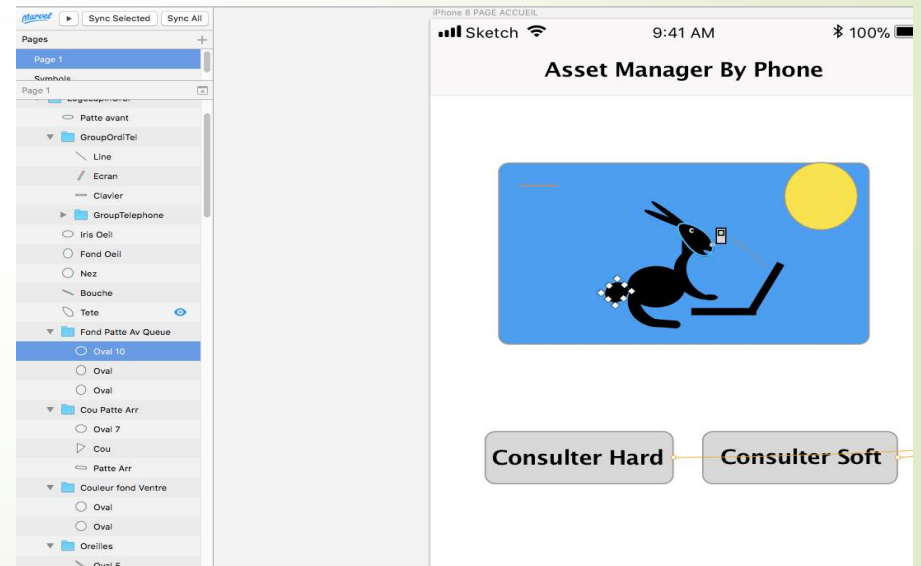 marvel Sync Selected Sync All
Pages
Page 1
Symbols
Page 1
Patte avant
GroupOrdiTel
Line
Ecran
Clavier
GroupTelephone
Iris Oeil
Fond Oeil
Nez
Bouche
Tete
Fond Patte Av Queue
Oval 10
Oval
Oval
Cou Patte Arr
Oval 7
Cou
Patte Arr
Couleur fond Ventre
Oval
Oval
Oreilles
iPhone 8 PAGE ACCUEIL
Sketch 9:41 AM 100%
Asset Manager By Phone
Consulter Hard Consulter Soft